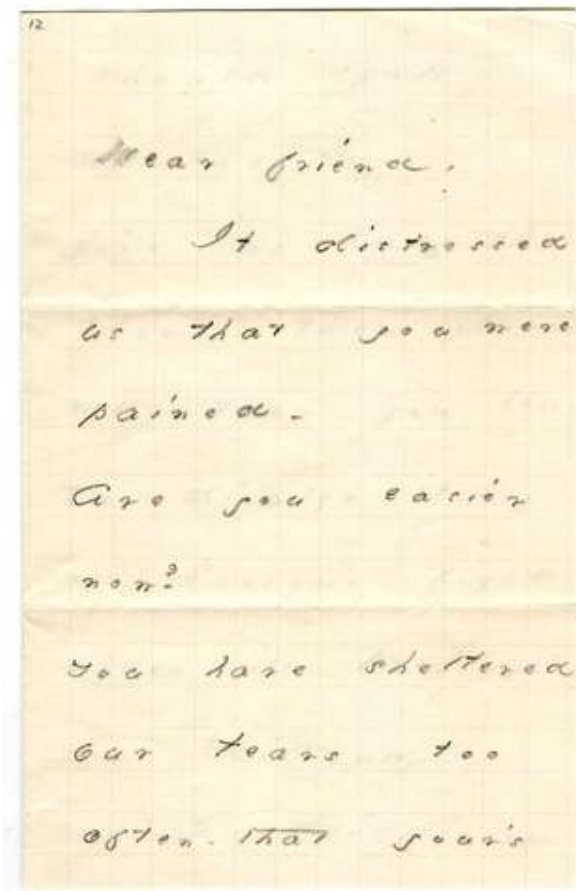 12
Dear friend.
It distressed
us that you were
pained -
Are you easier
now?
You have sheltered
our tears too
often - that your's